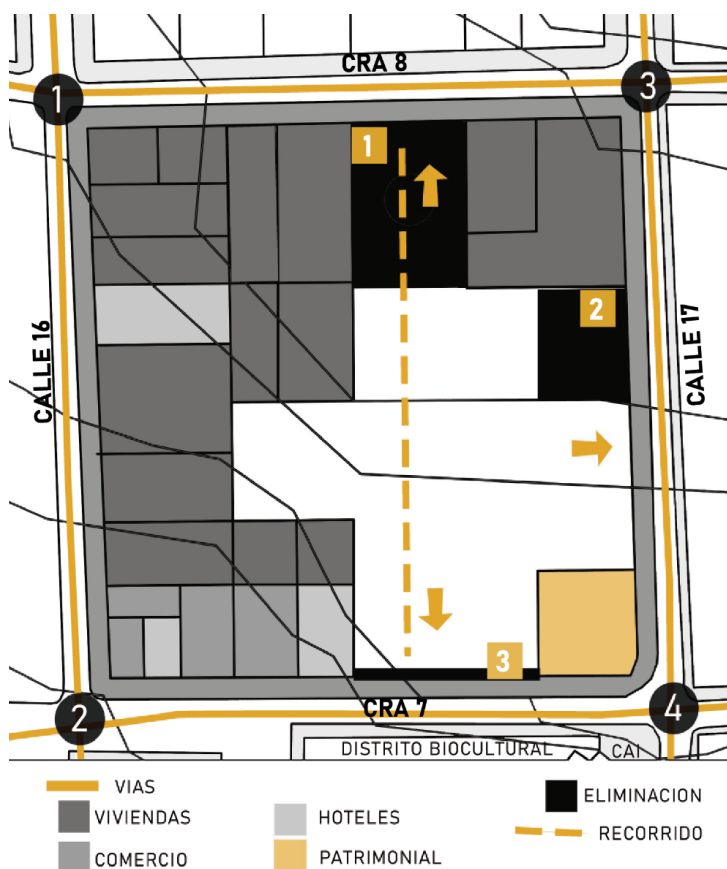 CRA 8
1
3
1
2
CALLE 16
CALLE 17
3
CRA 7
2
4
DISTRITO BIOCULTURAL
CAI
VIAS
VIVIENDAS
HOTELES
ELIMINACION
RECORRIDO
COMERCIO
PATRIMONIAL